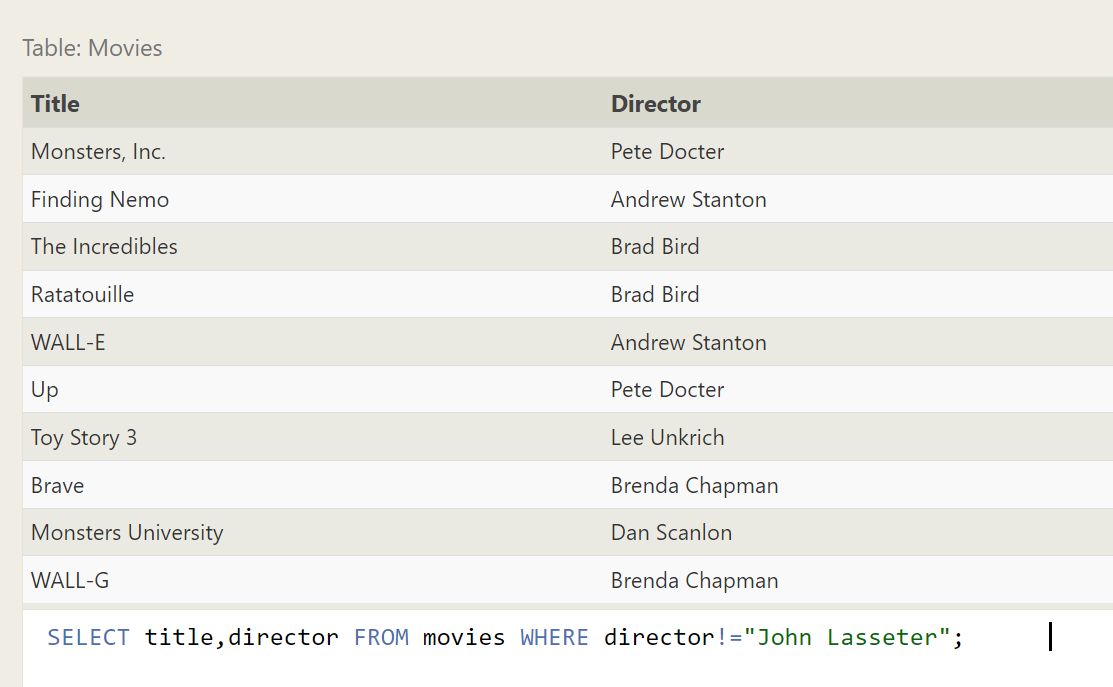 Table: Movies
Title Director
Monsters, Inc. Pete Docter
Finding Nemo Andrew Stanton
The Incredibles Brad Bird
Ratatouille Brad Bird
WALL-E Andrew Stanton
Up Pete Docter
Toy Story 3 Lee Unkrich
Brave Brenda Chapman
Monsters University Dan Scanlon
WALL-G Brenda Chapman
SELECT title,director FROM movies WHERE director!="John Lasseter";